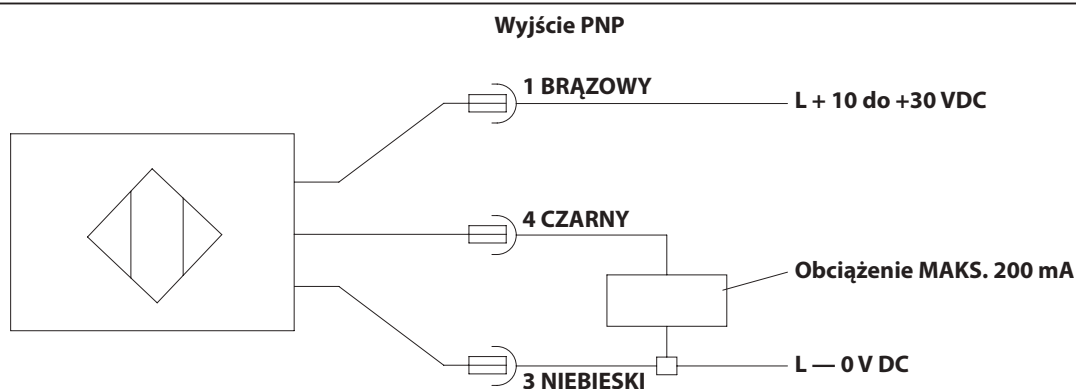 Wyjście PNP
1 BRĄZOWY
L + 10 do +30 VDC
4 CZARNY
Obciążenie MAKS. 200 mA
L — 0 V DC
3 NIEBIESKI